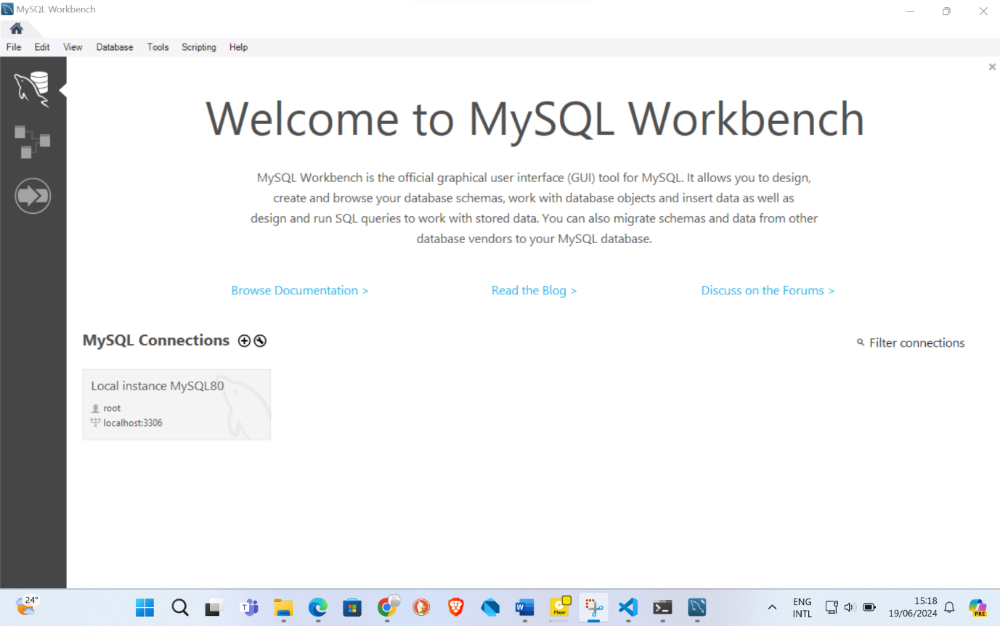 MySQL Workbench
File Edit View Database Tools Scripting Help
Welcome to MySQL Workbench
MySQL Workbench is the official graphical user interface (GUI) tool for MySQL. It allows you to design,
create and browse your database schemas, work with database objects and insert data as well as
design and run SQL queries to work with stored data. You can also migrate schemas and data from other
database vendors to your MySQL database.
Browse Documentation > Read the Blog > Discuss on the Forums >
MySQL Connections
Filter connections
Local instance MySQL80
root
localhost:3306
24°
Player
ENG
INTL
15:18
19/06/2024
PRE